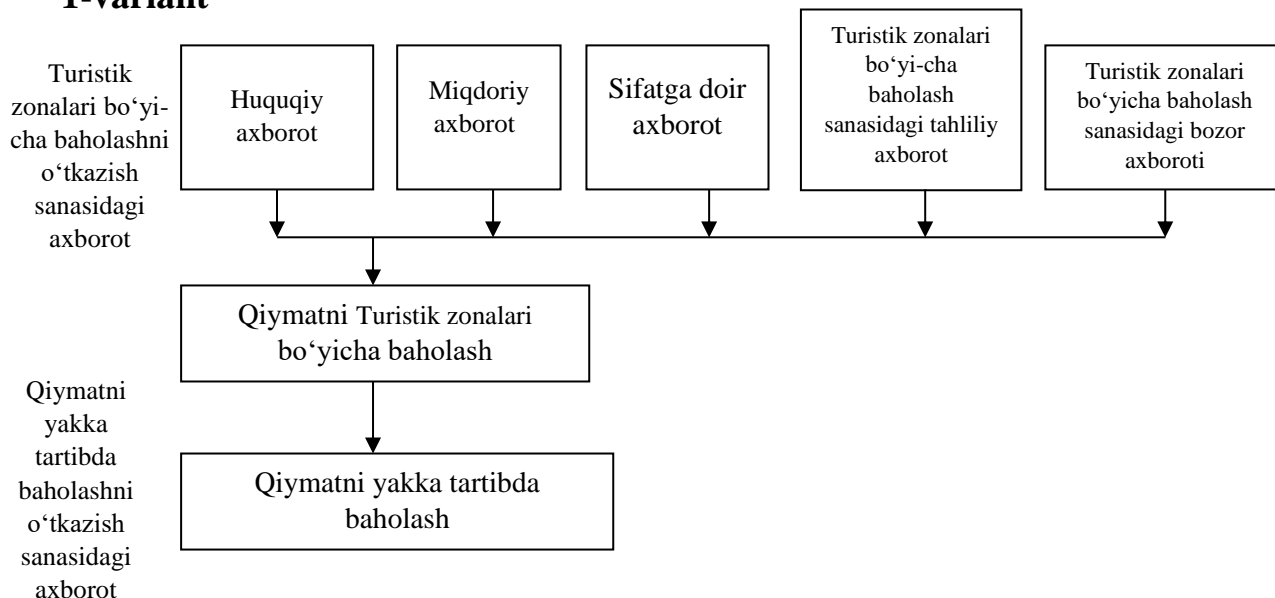 1-variant
Turistik
zonalari bo‘yi-
cha baholashni
o‘tkazish
sanasidagi
axborot
Huquqiy
axborot
Miqdoriy
axborot
Sifatga doir
axborot
Turistik zonalari
bo‘yi-cha
baholash
sanasidagi tahliliy
axborot
Turistik zonalari
bo‘yicha baholash
sanasidagi bozor
axboroti
Qiymatni Turistik zonalari
bo‘yicha baholash
Qiymatni
yakka
tartibda
baholashni
o‘tkazish
sanasidagi
axborot
Qiymatni yakka tartibda
baholash